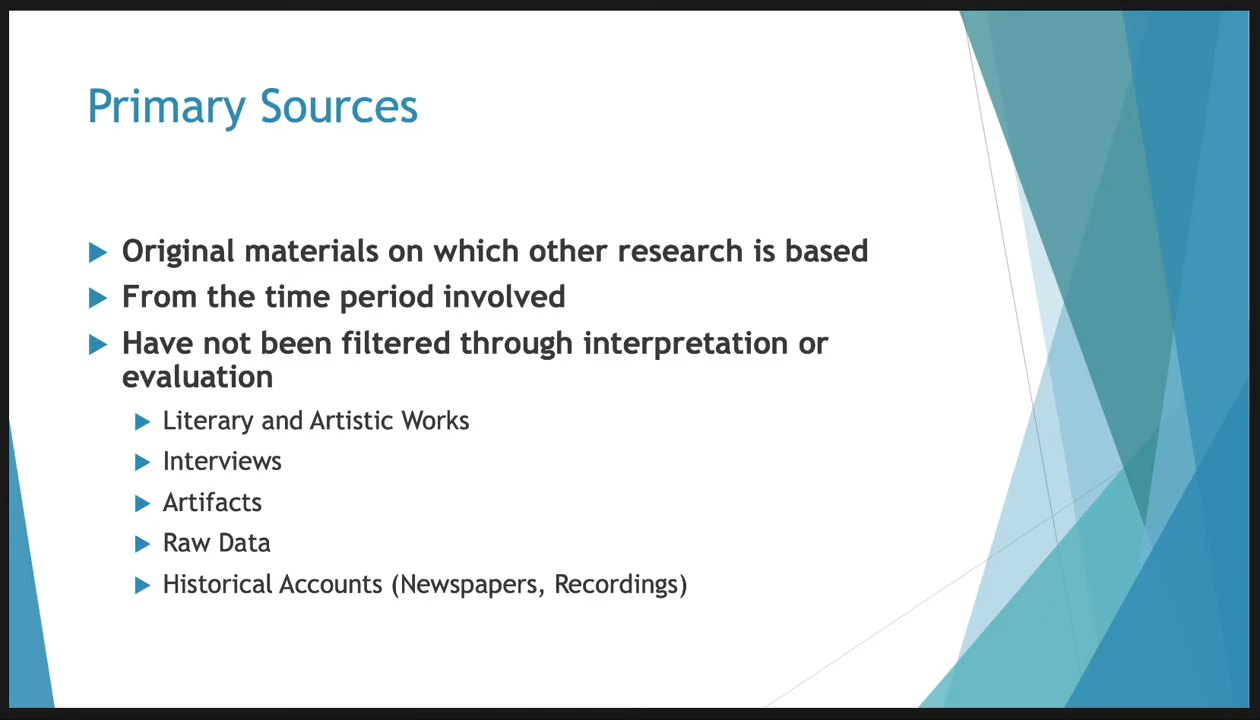 Primary Sources
Original materials on which other research is based
From the time period involved
Have not been filtered through interpretation or
evaluation
Literary and Artistic Works
Interviews
Artifacts
Raw Data
Historical Accounts (Newspapers, Recordings)